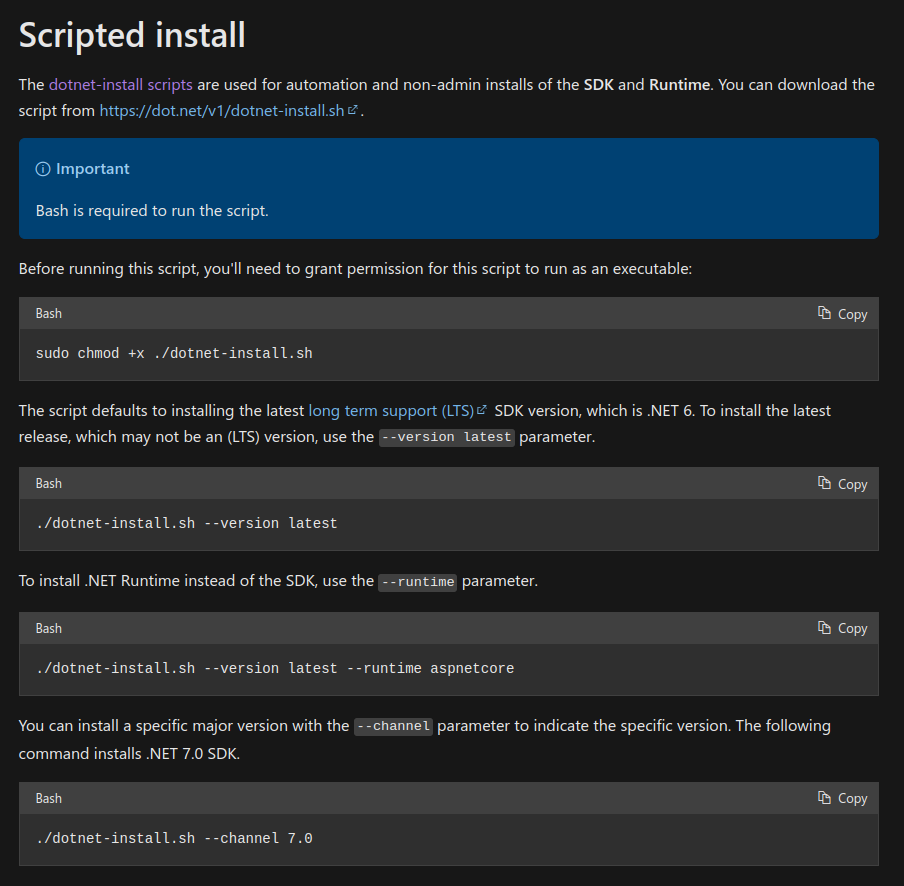 Scripted install
The dotnet-install scripts are used for automation and non-admin installs of the SDK and Runtime. You can download the
script from https://dot.net/v1/dotnet-install.sh .
Important
Bash is required to run the script.
Before running this script, you'll need to grant permission for this script to run as an executable:
Bash Copy
sudo chmod +x ./dotnet-install.sh
The script defaults to installing the latest long term support (LTS) SDK version, which is .NET 6. To install the latest
release, which may not be an (LTS) version, use the --version latest parameter.
Bash Copy
./dotnet-install.sh --version latest
To install .NET Runtime instead of the SDK, use the --runtime parameter.
Bash Copy
./dotnet-install.sh --version latest --runtime aspnetcore
You can install a specific major version with the --channel parameter to indicate the specific version. The following
command installs .NET 7.0 SDK.
Bash Copy
./dotnet-install.sh --channel 7.0